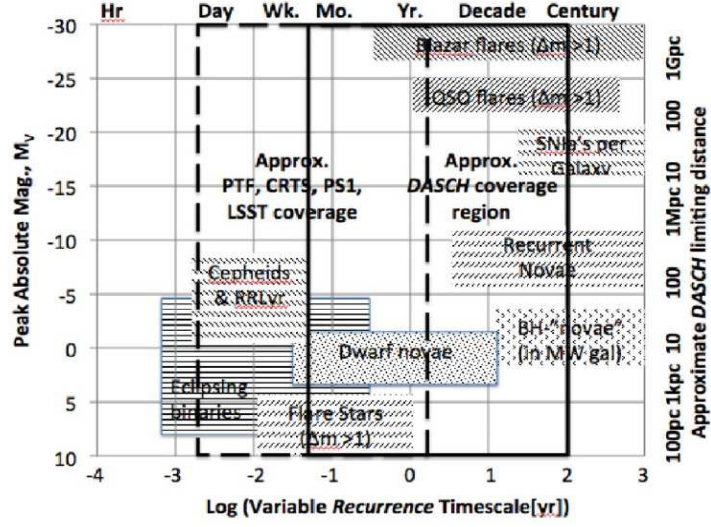 Hr Day Wk. Mo. Yr. Decade Century
-30
-25
-20
-15
-10
-5
0
5
10
Peak Absolute Mag., MV
Blazar flares (Δm >1)
QSO flares (Δm >1)
SNIa's per
Galaxy
Approx.
PTF, CRTS, PS1,
LSST coverage
Approx.
DASCH coverage
region
Recurrent
Novae
Cepheids
& RRLyr
BH-"novae"
(in MW gal)
Dwarf novae
Eclipsing
binaries
Flare Stars
(Δm >1)
-4 -3 -2 -1 0 1 2 3
Log (Variable Recurrence Timescale[yr])
100pc 1kpc 10 100 1Mpc 10 100 1Gpc
Approximate DASCH limiting distance